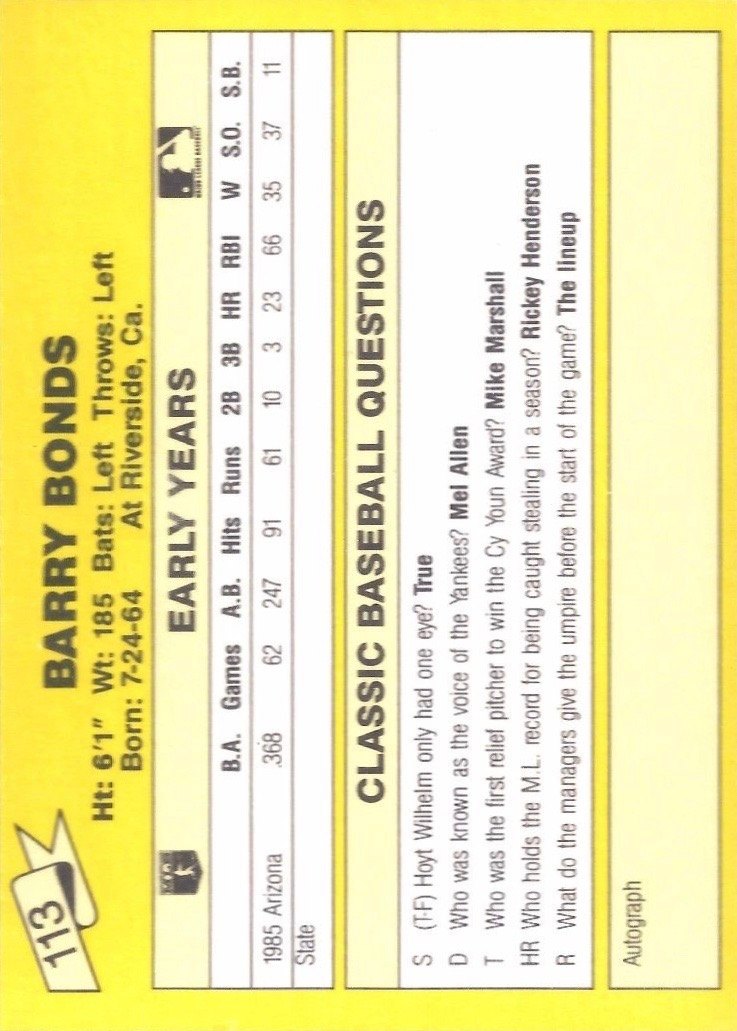 113
BARRY BONDS
Ht: 6'1" Wt: 185 Bats: Left Throws: Left
Born: 7-24-64 At Riverside, Ca.
EARLY YEARS
B.A. Games A.B. Hits Runs 2B 3B HR RBI W S.O. S.B.
1985 Arizona .368 62 247 91 61 10 3 23 66 35 37 11
State
CLASSIC BASEBALL QUESTIONS
S (T-F) Hoyt Wilhelm only had one eye? True
D Who was known as the voice of the Yankees? Mel Allen
T Who was the first relief pitcher to win the Cy Youn Award? Mike Marshall
HR Who holds the M.L. record for being caught stealing in a season? Rickey Henderson
R What do the managers give the umpire before the start of the game? The lineup
Autograph